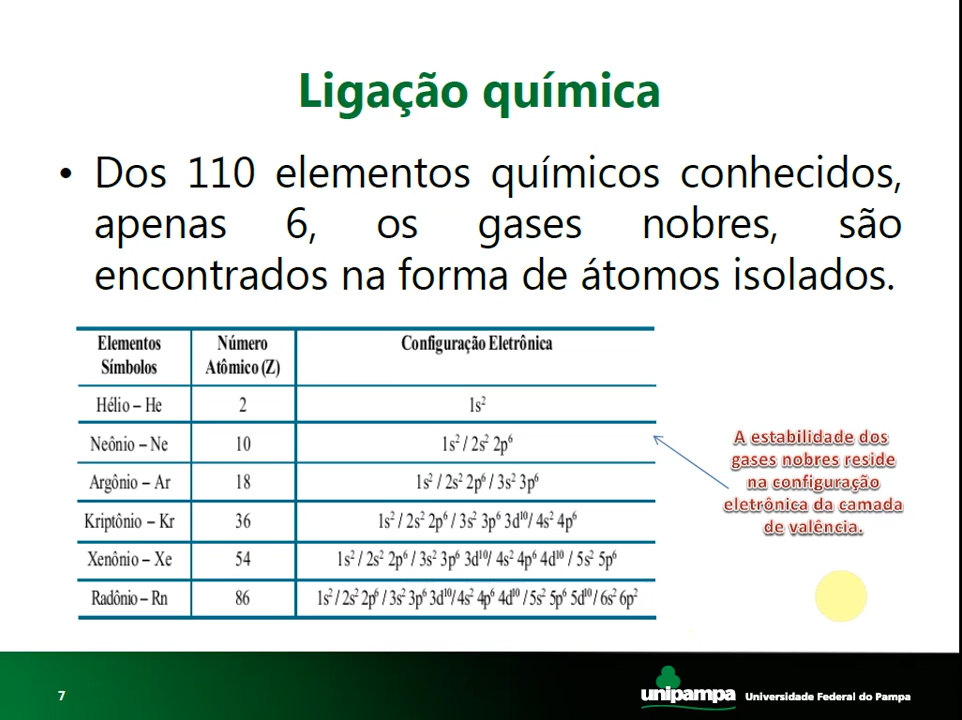 Ligação química
• Dos 110 elementos químicos conhecidos,
apenas 6, os gases nobres, são
encontrados na forma de átomos isolados.
Elementos Símbolos | Número Atômico (Z) | Configuração Eletrônica
Hélio – He | 2 | 1s²
Neônio – Ne | 10 | 1s² / 2s² 2p⁶
Argônio – Ar | 18 | 1s² / 2s² 2p⁶ / 3s² 3p⁶
Kriptônio – Kr | 36 | 1s² / 2s² 2p⁶ / 3s² 3p⁶ 3d¹⁰/ 4s² 4p⁶
Xenônio – Xe | 54 | 1s² / 2s² 2p⁶ / 3s² 3p⁶ 3d¹⁰/ 4s² 4p⁶ 4d¹⁰ / 5s² 5p⁶
Radônio – Rn | 86 | 1s² / 2s² 2p⁶ / 3s² 3p⁶ 3d¹⁰/ 4s² 4p⁶ 4d¹⁰ / 5s² 5p⁶ 5d¹⁰/ 6s² 6p²
A estabilidade dos
gases nobres reside
na configuração
eletrônica da camada
de valência.
7
unipampa Universidade Federal do Pampa